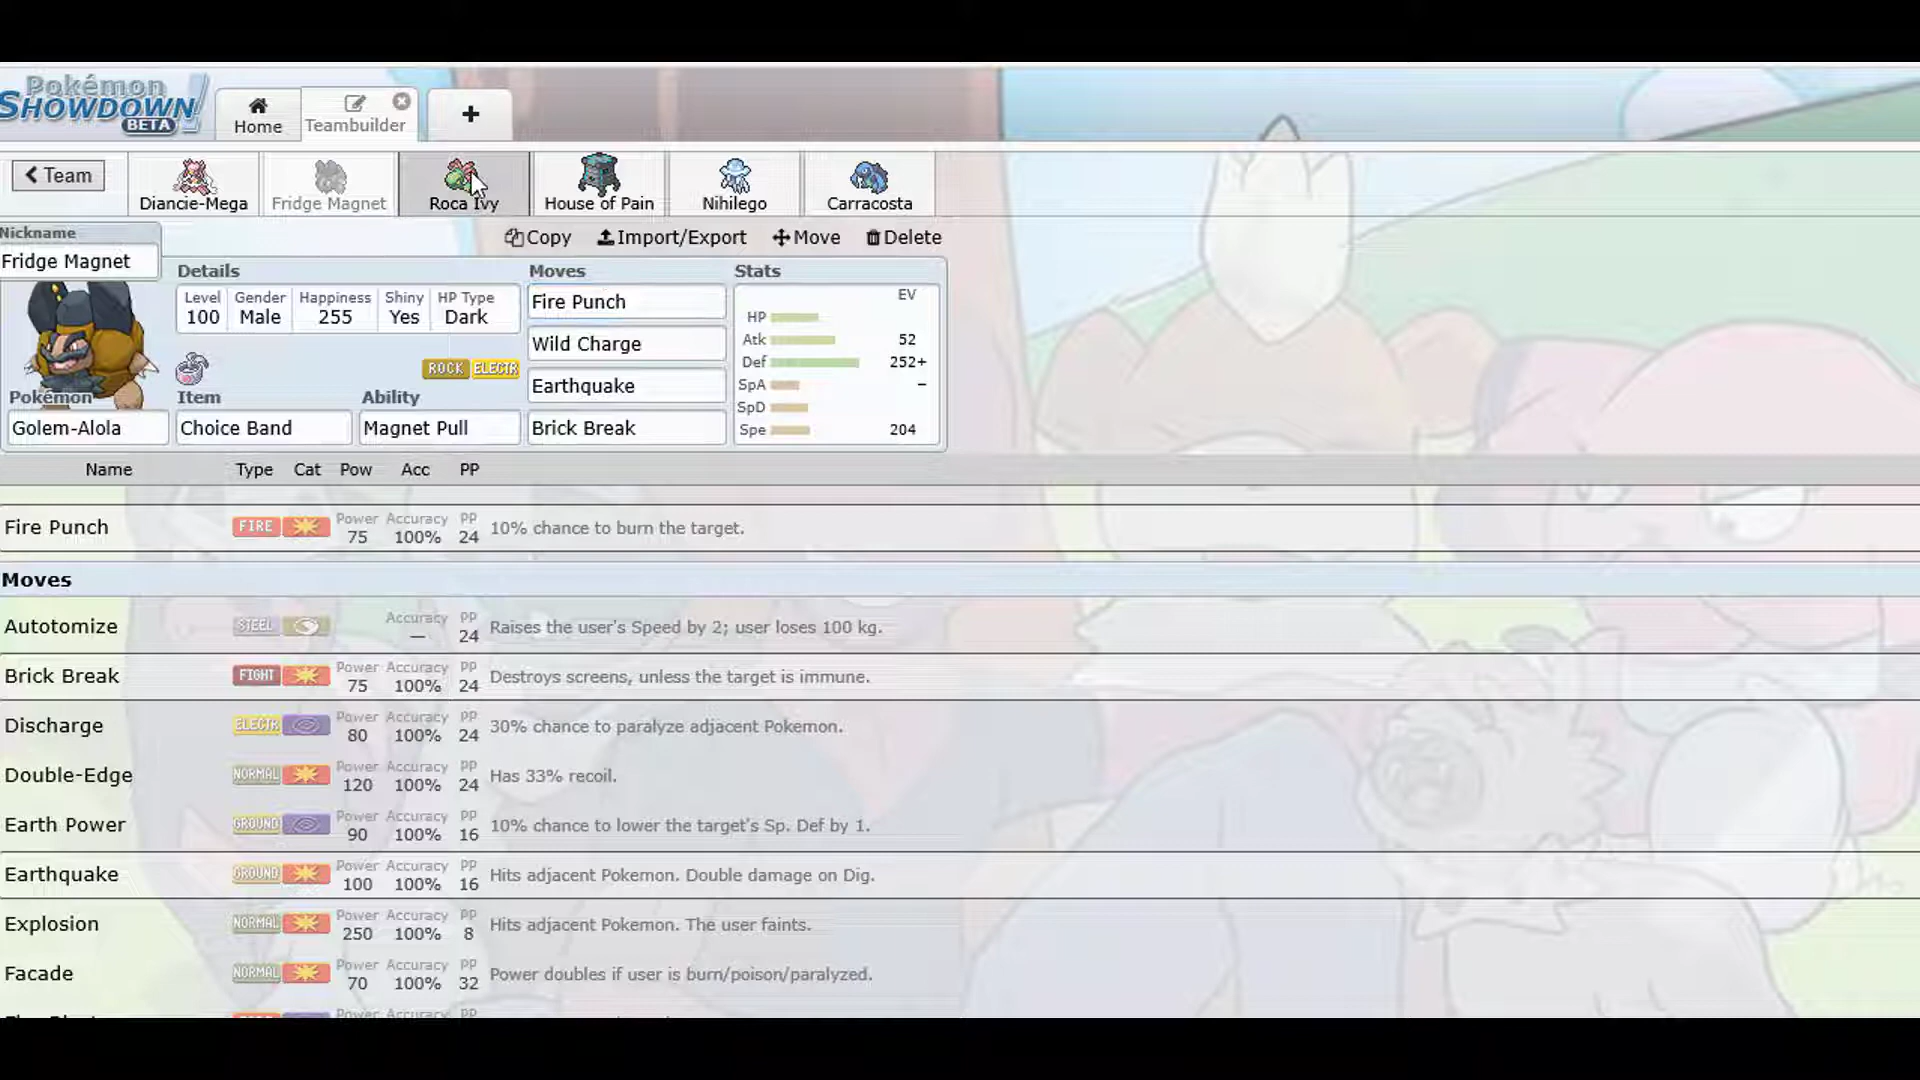 Pokémon
SHOWDOWN!
BETA
Home
Teambuilder
+
Team
Diancie-Mega
Fridge Magnet
Roca Ivy
House of Pain
Nihilego
Carracosta
Nickname
Fridge Magnet
Copy
Import/Export
Move
Delete
Details
Level
100
Gender
Male
Happiness
255
Shiny
Yes
HP Type
Dark
ROCK ELECTR
Pokémon
Golem-Alola
Item
Choice Band
Ability
Magnet Pull
Moves
Fire Punch
Wild Charge
Earthquake
Brick Break
Stats
EV
HP
Atk 52
Def 252+
SpA −
SpD
Spe 204
Name Type Cat Pow Acc PP
Fire Punch FIRE Power 75 Accuracy 100% PP 24 10% chance to burn the target.
Moves
Autotomize STEEL Accuracy — PP 24 Raises the user's Speed by 2; user loses 100 kg.
Brick Break FIGHT Power 75 Accuracy 100% PP 24 Destroys screens, unless the target is immune.
Discharge ELECTR Power 80 Accuracy 100% PP 24 30% chance to paralyze adjacent Pokemon.
Double-Edge NORMAL Power 120 Accuracy 100% PP 24 Has 33% recoil.
Earth Power GROUND Power 90 Accuracy 100% PP 16 10% chance to lower the target's Sp. Def by 1.
Earthquake GROUND Power 100 Accuracy 100% PP 16 Hits adjacent Pokemon. Double damage on Dig.
Explosion NORMAL Power 250 Accuracy 100% PP 8 Hits adjacent Pokemon. The user faints.
Facade NORMAL Power 70 Accuracy 100% PP 32 Power doubles if user is burn/poison/paralyzed.